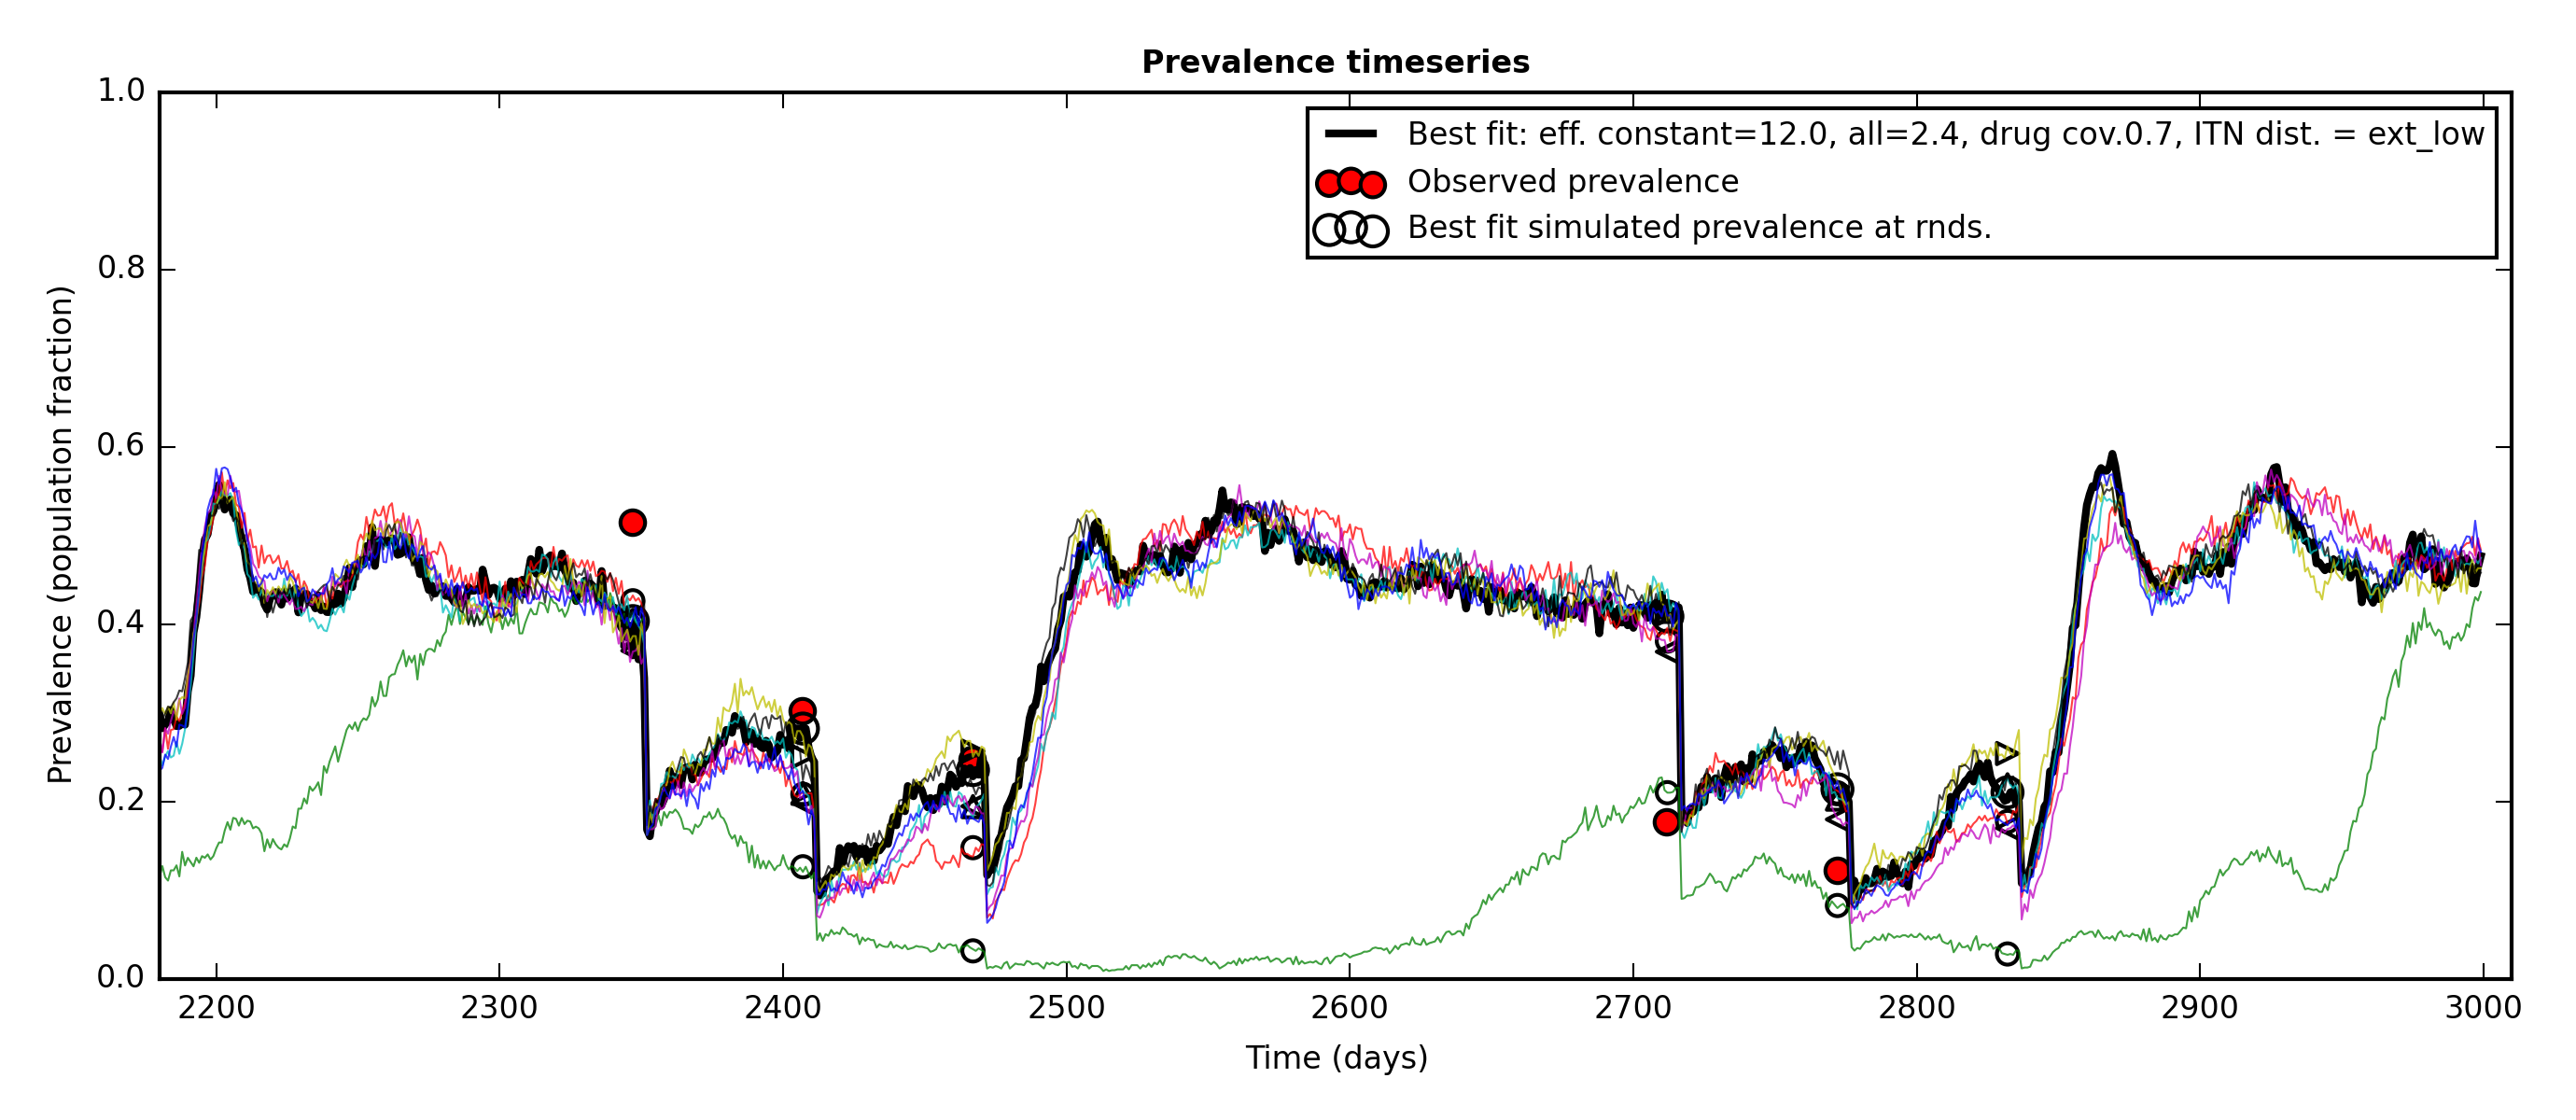 Prevalence timeseries
1.0
0.8
0.6
0.4
0.2
0.0
Prevalence (population fraction)
Best fit: eff. constant=12.0, all=2.4, drug cov.0.7, ITN dist. = ext_low
Observed prevalence
Best fit simulated prevalence at rnds.
2200 2300 2400 2500 2600 2700 2800 2900 3000
Time (days)